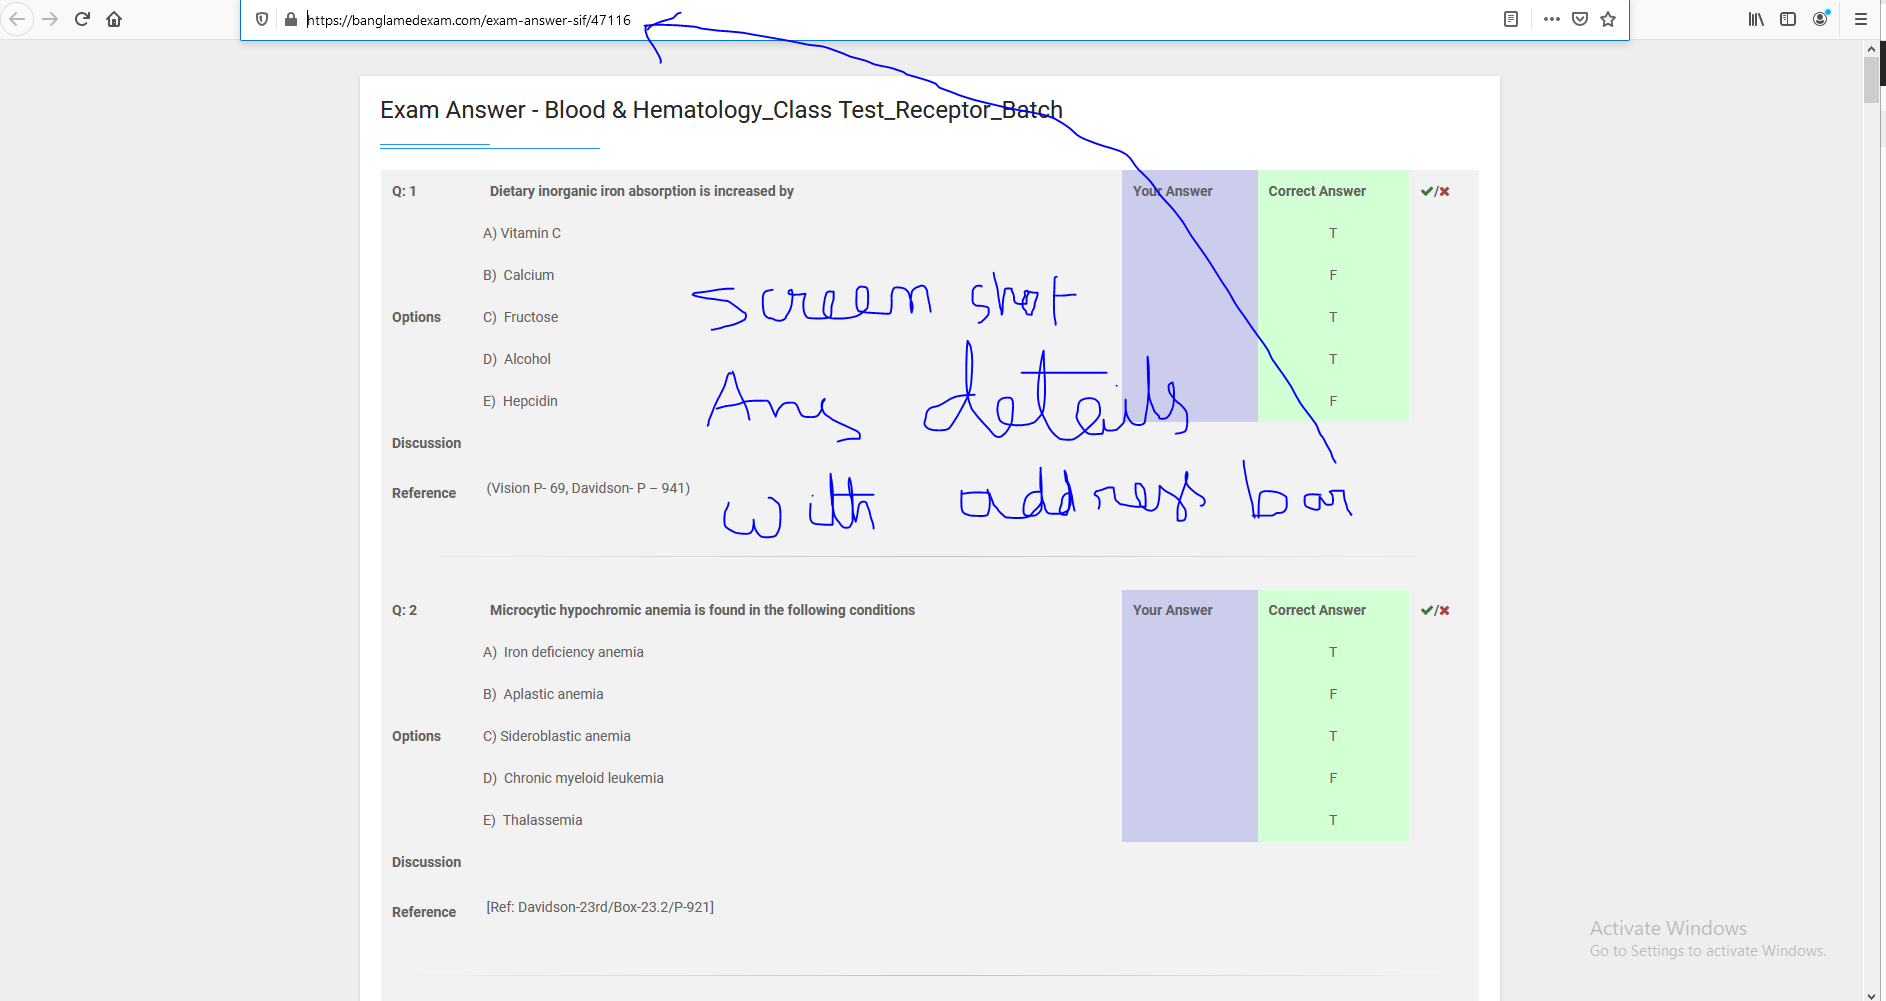 https://banglamedexam.com/exam-answer-sif/47116
Exam Answer - Blood & Hematology_Class Test_Receptor_Batch
Q: 1 Dietary inorganic iron absorption is increased by Your Answer Correct Answer ✔/✖
A) Vitamin C T
B) Calcium F
Options C) Fructose T
D) Alcohol T
E) Hepcidin F
Discussion
Reference (Vision P- 69, Davidson- P – 941)
Screen shot
Ans details
with address bar
Q: 2 Microcytic hypochromic anemia is found in the following conditions Your Answer Correct Answer ✔/✖
A) Iron deficiency anemia T
B) Aplastic anemia F
Options C) Sideroblastic anemia T
D) Chronic myeloid leukemia F
E) Thalassemia T
Discussion
Reference [Ref: Davidson-23rd/Box-23.2/P-921]
Activate Windows
Go to Settings to activate Windows.